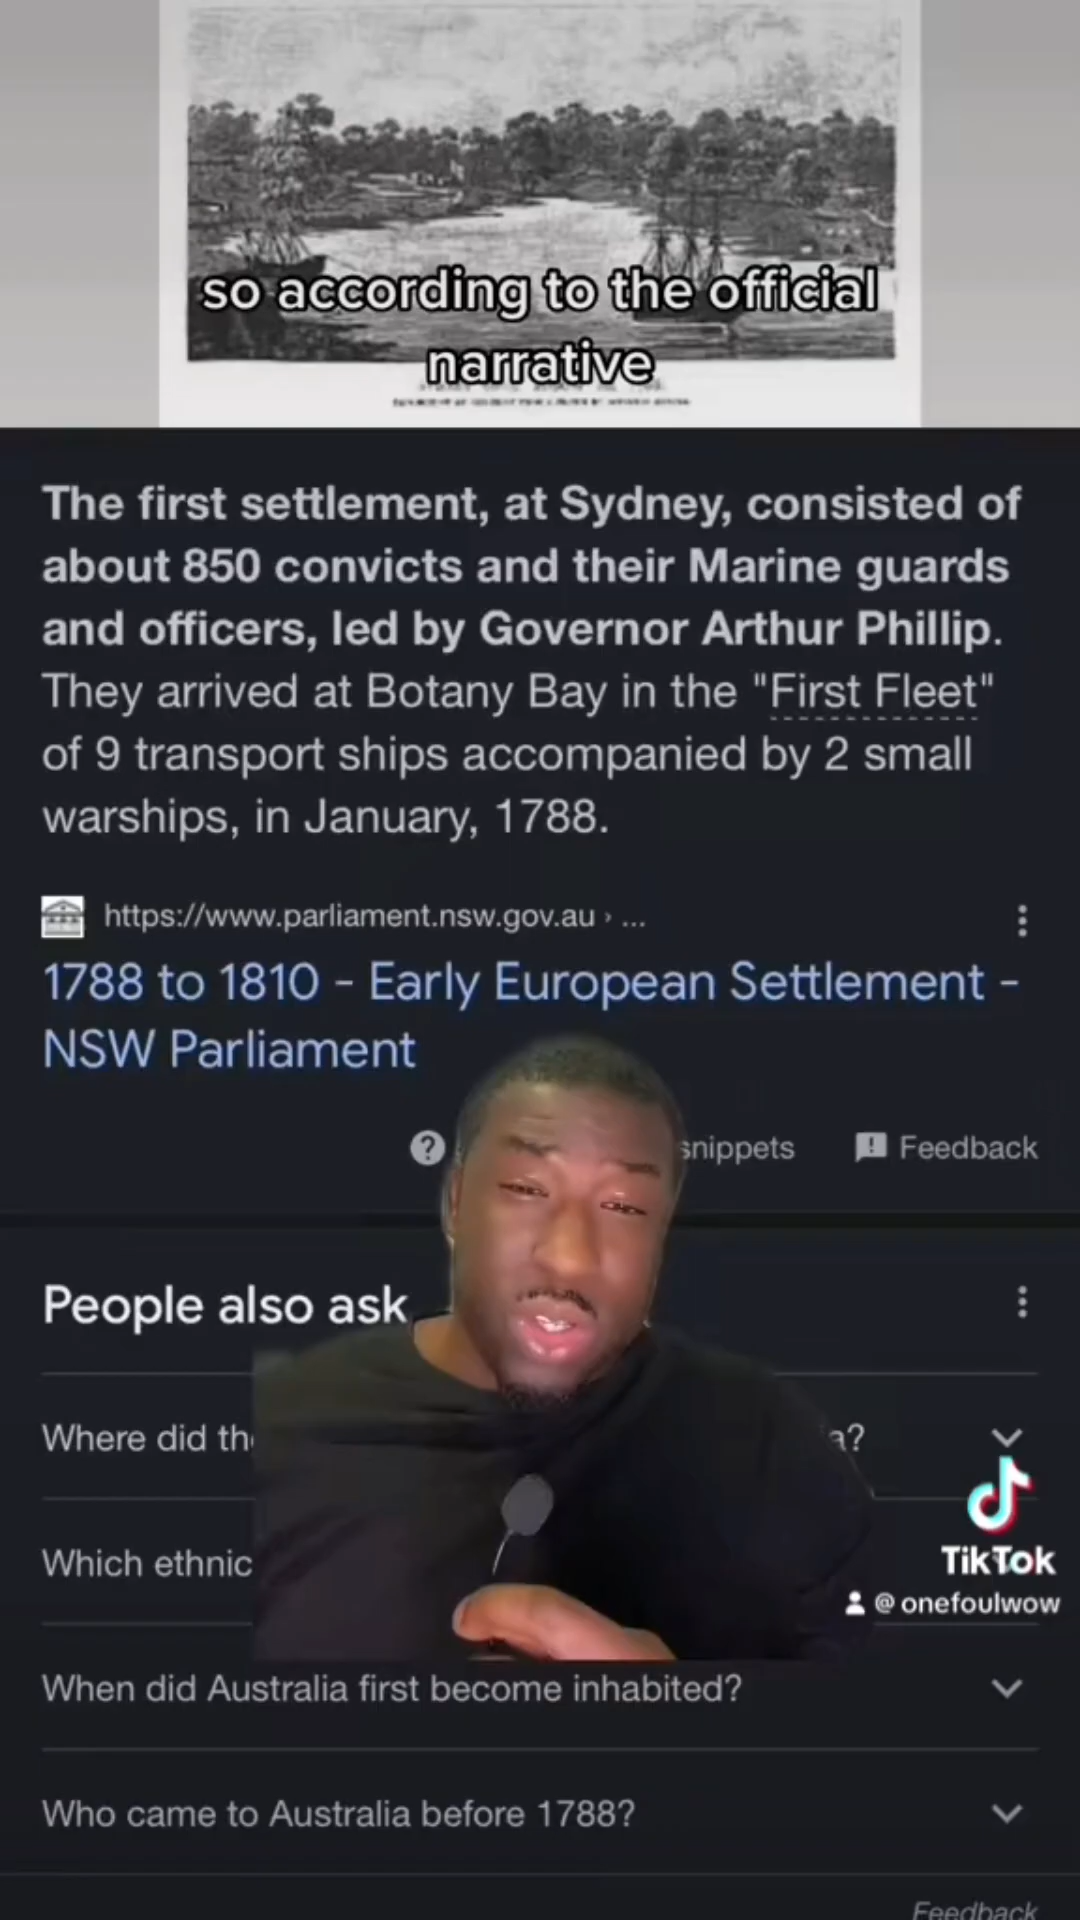 so according to the official
narrative
The first settlement, at Sydney, consisted of
about 850 convicts and their Marine guards
and officers, led by Governor Arthur Phillip.
They arrived at Botany Bay in the "First Fleet"
of 9 transport ships accompanied by 2 small
warships, in January, 1788.
https://www.parliament.nsw.gov.au › ...
1788 to 1810 - Early European Settlement -
NSW Parliament
snippets
Feedback
People also ask
Where did
TikTok
Which
@onefoulwow
When did Australia first become inhabited?
Who came to Australia before 1788?
Feedback